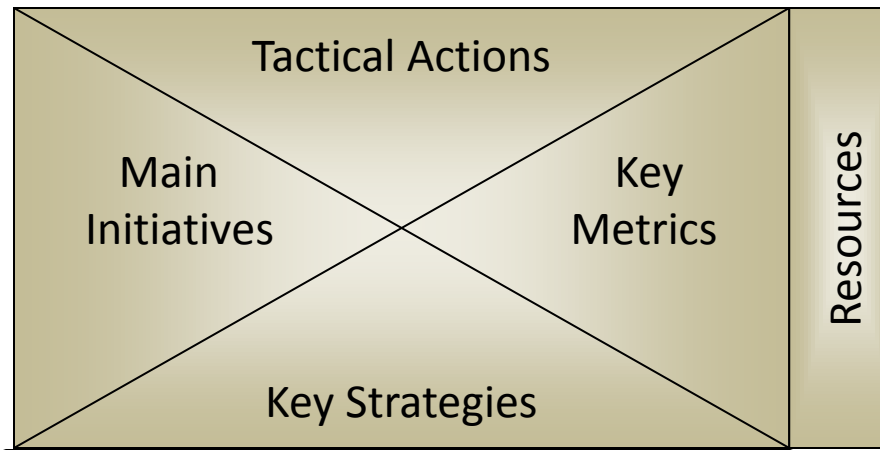 Tactical Actions
Main
Initiatives
Key
Metrics
Resources
Key Strategies